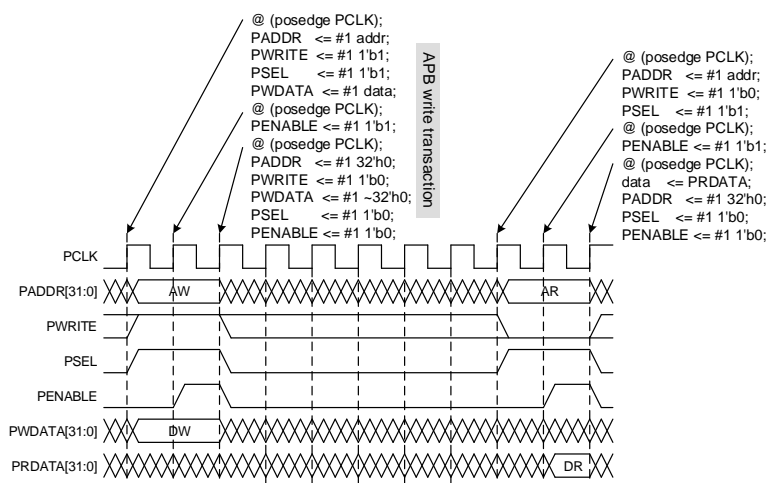 @ (posedge PCLK);
PADDR <= #1 addr;
PWRITE <= #1 1'b1;
PSEL <= #1 1'b1;
PWDATA <= #1 data;
@ (posedge PCLK);
PENABLE <= #1 1'b1;
@ (posedge PCLK);
PADDR <= #1 32'h0;
PWRITE <= #1 1'b0;
PWDATA <= #1 ~32'h0;
PSEL <= #1 1'b0;
PENABLE <= #1 1'b0;
APB write transaction
@ (posedge PCLK);
PADDR <= #1 addr;
PWRITE <= #1 1'b0;
PSEL <= #1 1'b1;
@ (posedge PCLK);
PENABLE <= #1 1'b1;
@ (posedge PCLK);
data <= PRDATA;
PADDR <= #1 32'h0;
PSEL <= #1 1'b0;
PENABLE <= #1 1'b0;
PCLK
PADDR[31:0] AW AR
PWRITE
PSEL
PENABLE
PWDATA[31:0] DW
PRDATA[31:0] DR